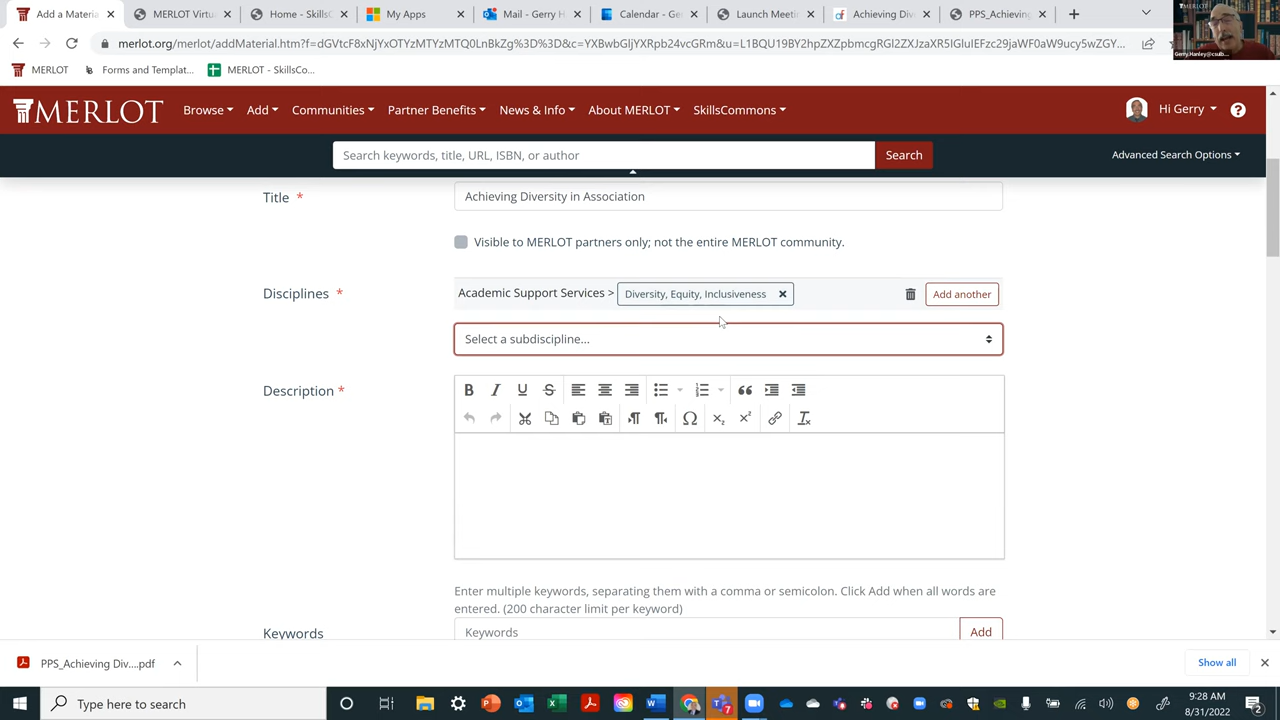 Add a Materia
MERLOT Virtu
Home - SkillsC
My Apps
Mail - Gerry H
Calendar - Ge
Launch Meetin
Achieving Div
PPS_Achieving
MERLOT
merlot.org/merlot/addMaterial.htm?f=
Gerry.Hanley@csulb...
MERLOT
Forms and Templat...
MERLOT - SkillsCo...
MERLOT
Browse
Add
Communities
Partner Benefits
News & Info
About MERLOT
SkillsCommons
Hi Gerry
?
Search keywords, title, URL, ISBN, or author
Search
Advanced Search Options
Title *
Achieving Diversity in Association
Visible to MERLOT partners only; not the entire MERLOT community.
Disciplines *
Academic Support Services >
Diversity, Equity, Inclusiveness
Add another
Select a subdiscipline...
Description *
Enter multiple keywords, separating them with a comma or semicolon. Click Add when all words are
entered. (200 character limit per keyword)
Keywords
Keywords
Add
PPS_Achieving Div....pdf
Show all
Type here to search
9:28 AM
8/31/2022
2